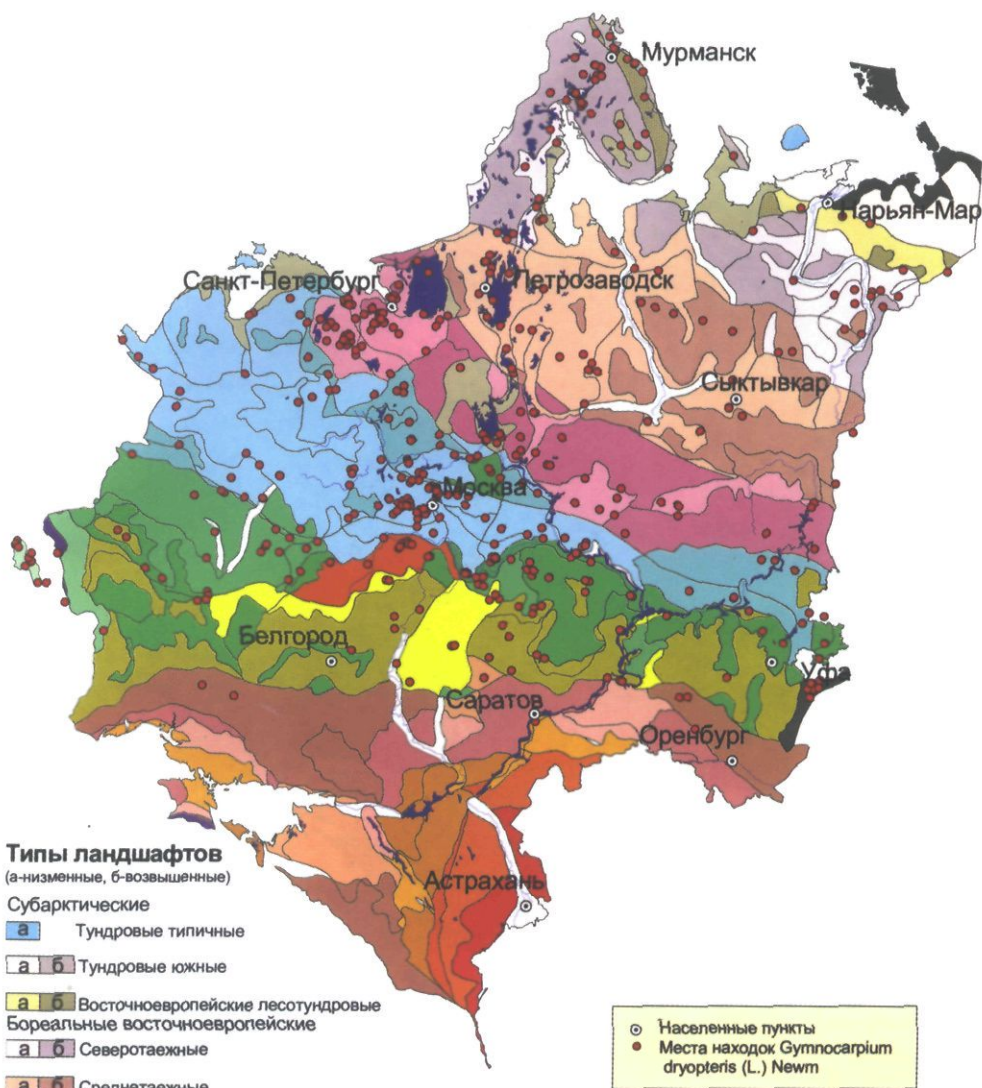 Мурманск
Нарьян-Мар
Санкт-Петербург
Петрозаводск
Сыктывкар
Москва
Белгород
Уфа
Саратов
Оренбург
Астрахань
Типы ландшафтов
(а-низменные, б-возвышенные)
Субарктические
а Тундровые типичные
а б Тундровые южные
а б Восточноевропейские лесотундровые
Бореальные восточноевропейские
а б Северотаежные
а б Среднетаежные
Населенные пункты
Места находок Gymnocarpium
dryopteris (L.) Newm